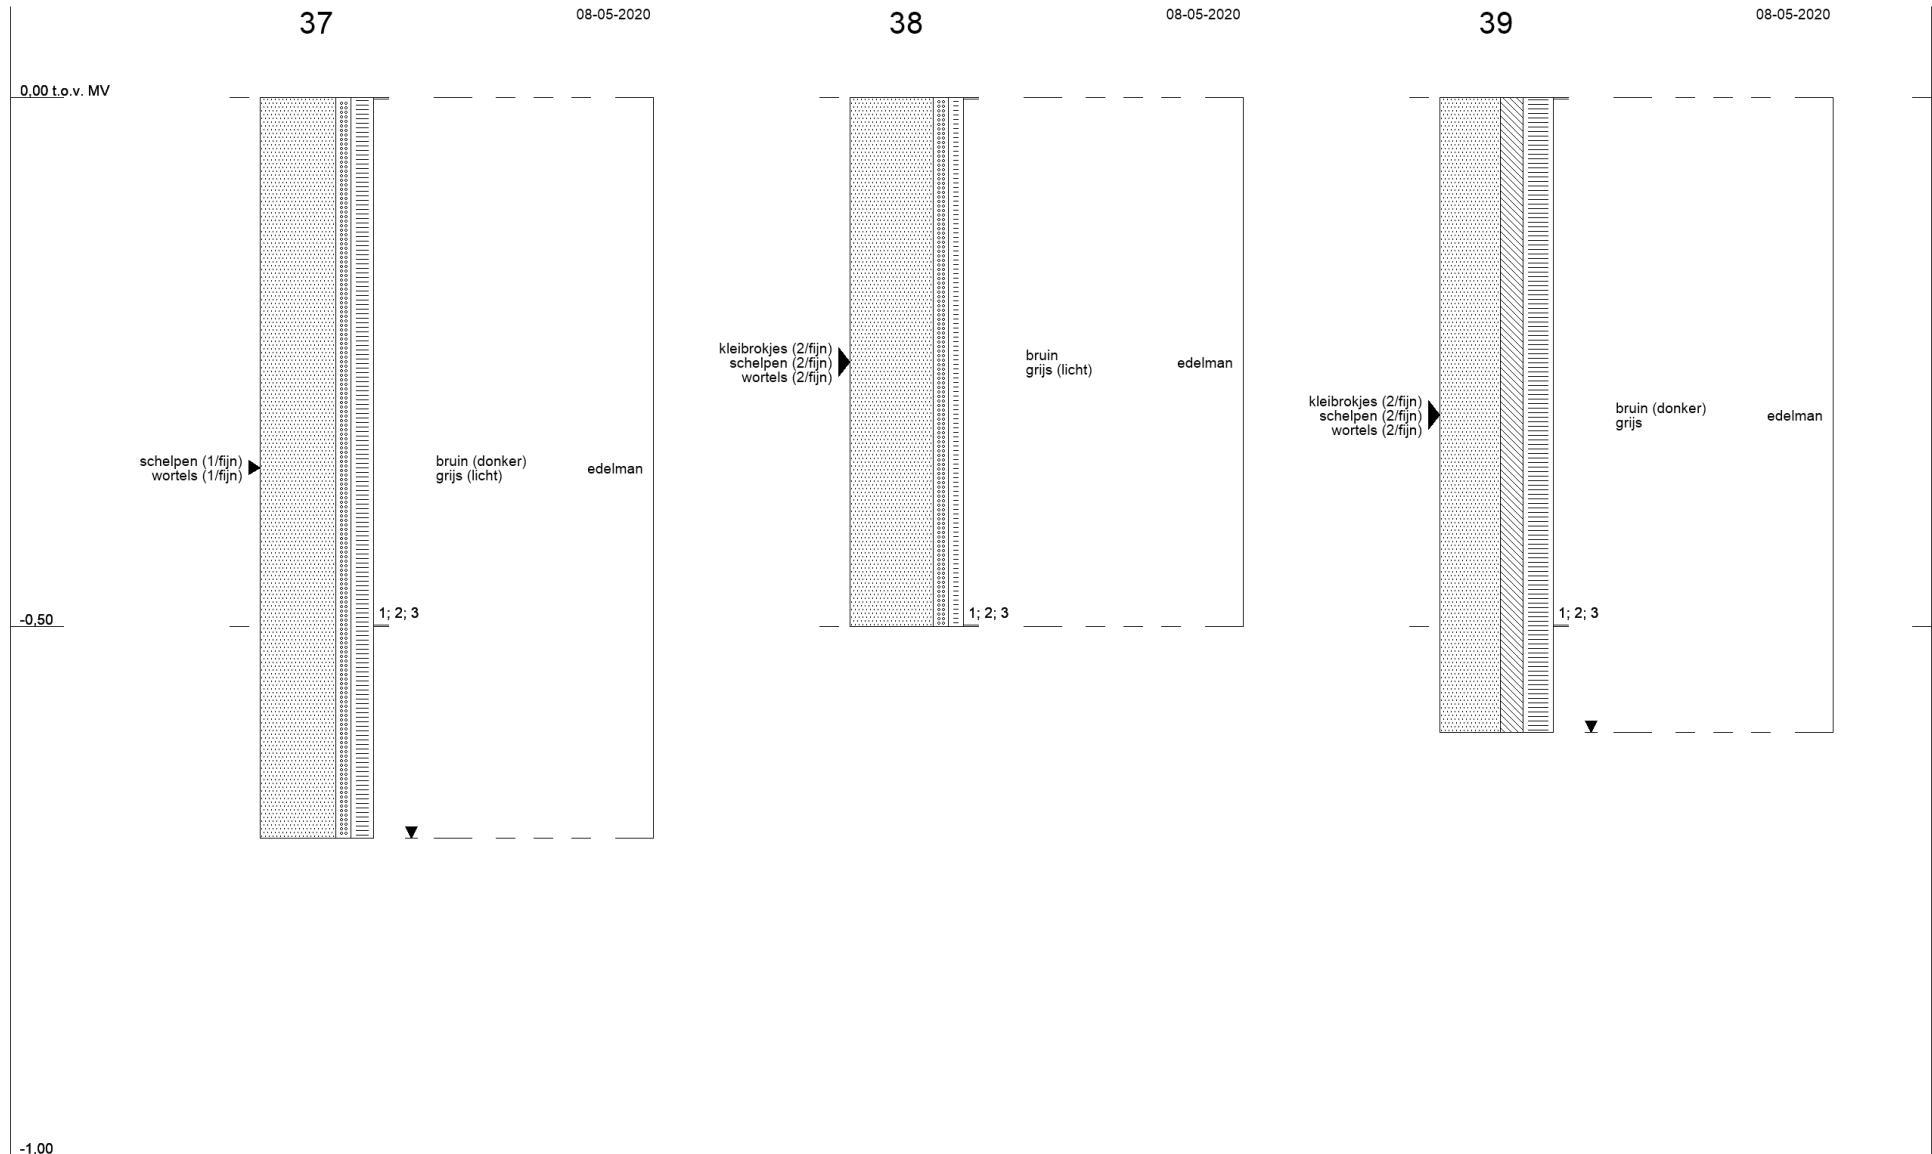 37
08-05-2020
38
08-05-2020
39
08-05-2020
0,00 t.o.v. MV
kleibrokjes (2/fijn)
schelpen (2/fijn)
wortels (2/fijn)
bruin
grijs (licht)
edelman
kleibrokjes (2/fijn)
schelpen (2/fijn)
wortels (2/fijn)
bruin (donker)
grijs
edelman
schelpen (1/fijn)
wortels (1/fijn)
bruin (donker)
grijs (licht)
edelman
-0,50
1; 2; 3
1; 2; 3
1; 2; 3
-1,00